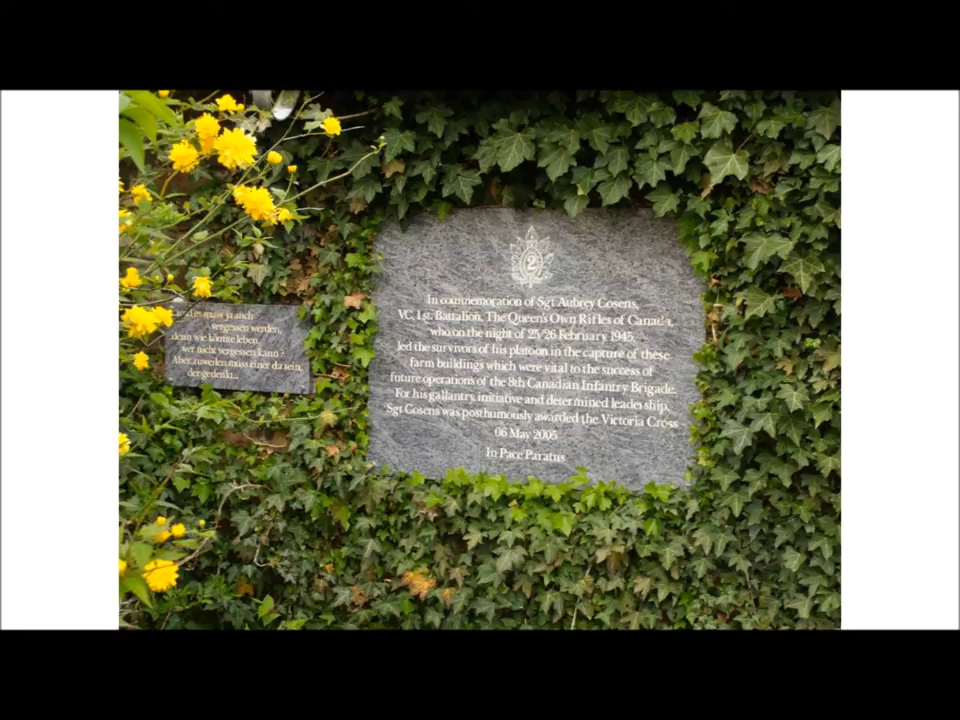 und es muss ja auch
vergessen werden,
denn wie könnte leben,
wer nicht vergessen kann?
Aber zuweilen muss einer da sein,
der gedenkt...
2
In commemoration of Sgt Aubrey Cosens,
VC, 1st. Battalion, The Queen's Own Rifles of Canada,
who on the night of 25/26 February 1945,
led the survivors of his platoon in the capture of these
farm buildings which were vital to the success of
future operations of the 8th Canadian Infantry Brigade.
For his gallantry, initiative and determined leadership,
Sgt Cosens was posthumously awarded the Victoria Cross
06 May 2005
In Pace Paratus